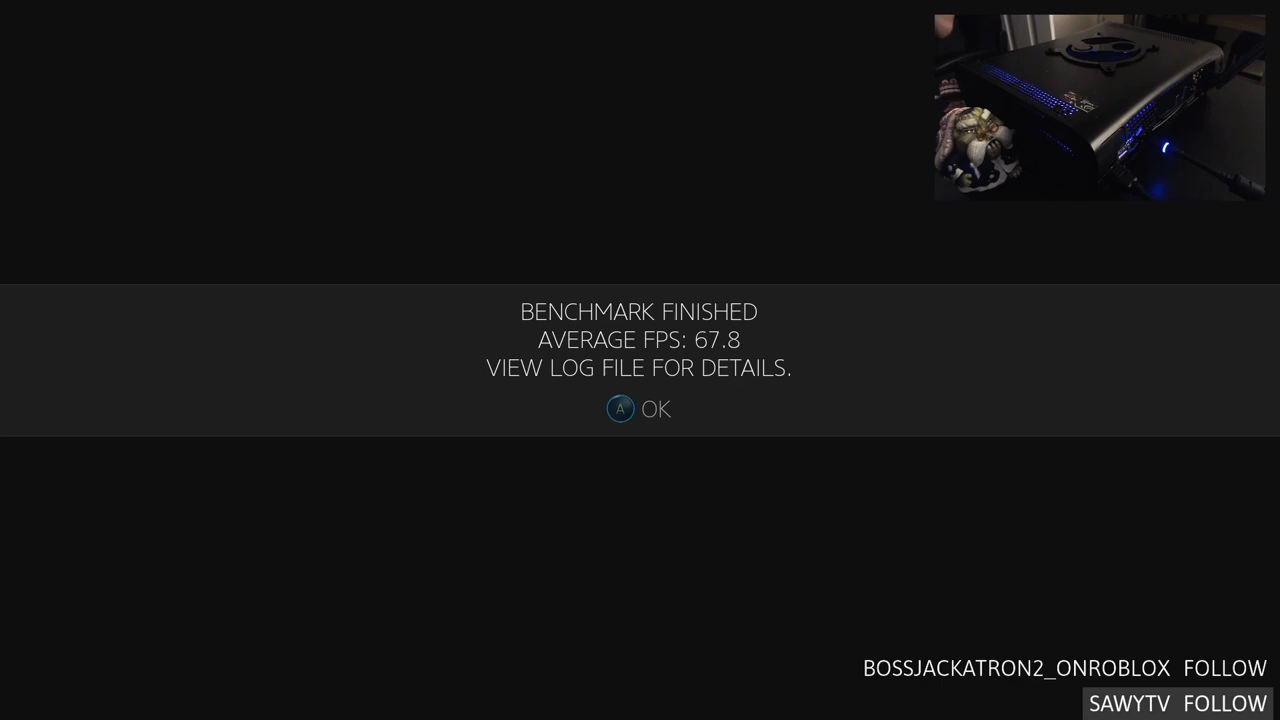 BENCHMARK FINISHED
AVERAGE FPS: 67.8
VIEW LOG FILE FOR DETAILS.
A OK
BOSSJACKATRON2_ONROBLOX FOLLOW
SAWYTV FOLLOW